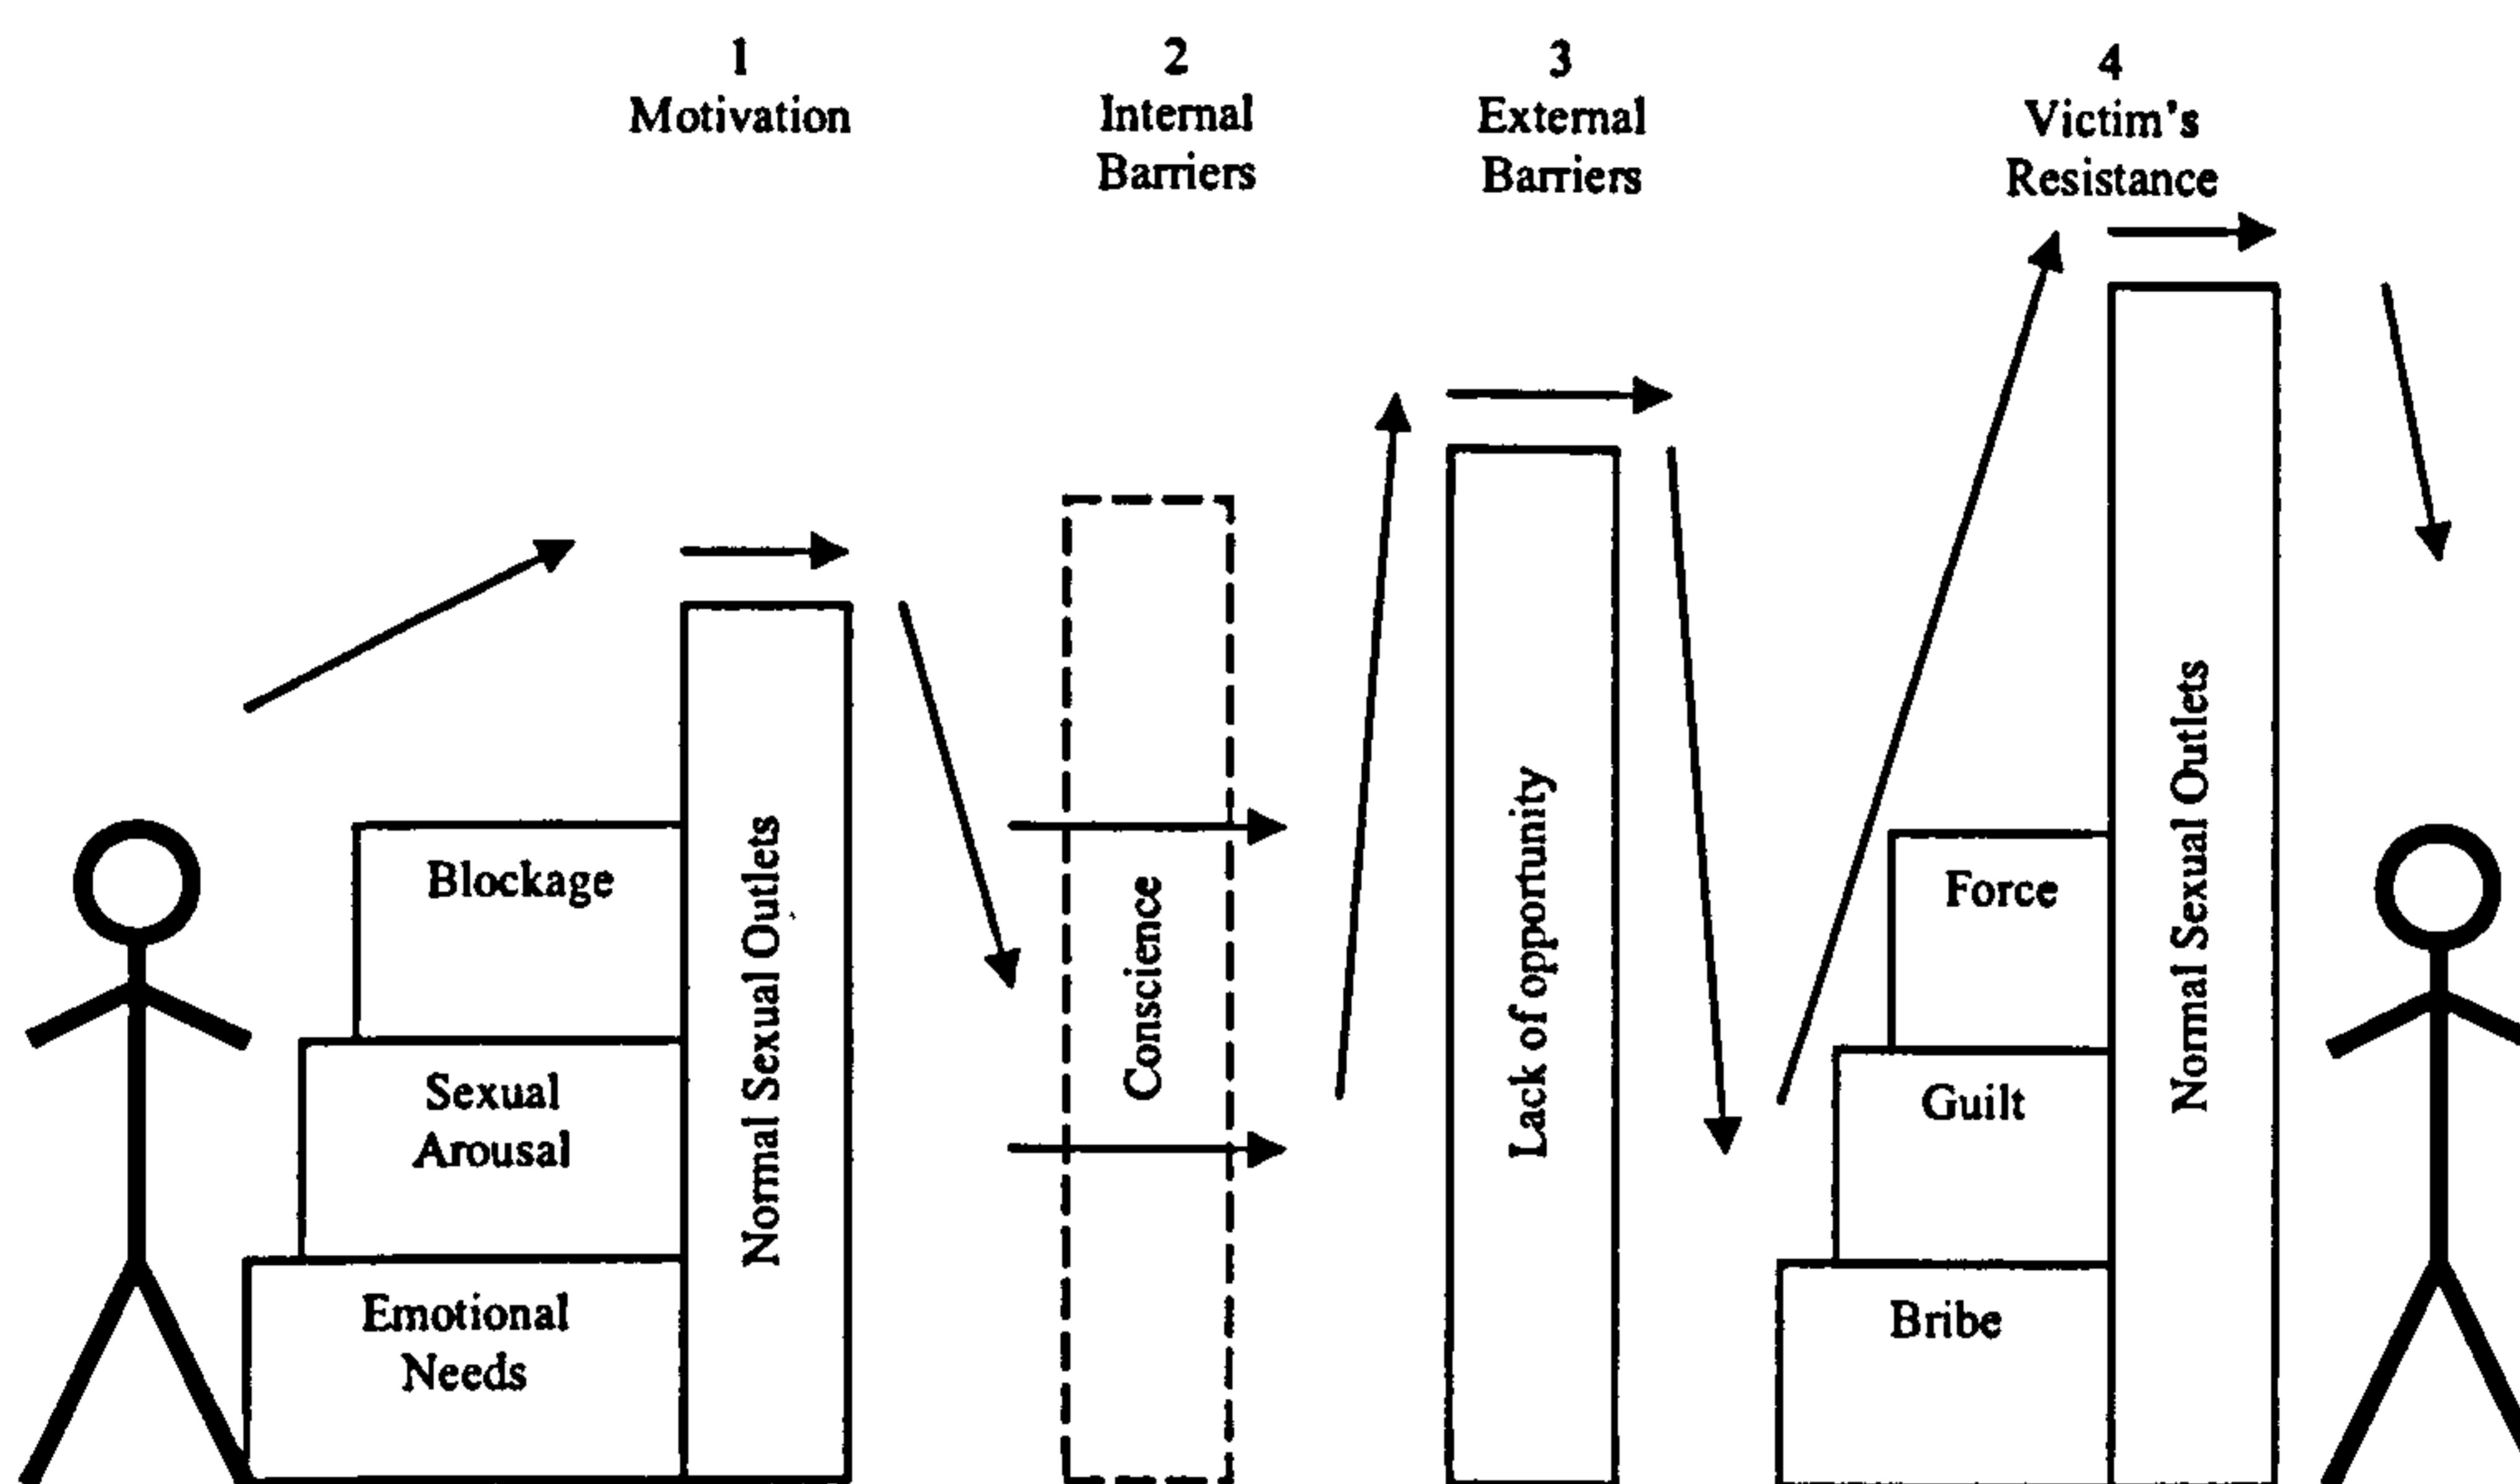 1
Motivation
2
Internal
Barriers
3
External
Barriers
4
Victim's
Resistance
Blockage
Sexual
Arousal
Emotional
Needs
Normal Sexual Outlets
Conscience
Lack of opportunity
Force
Guilt
Bribe
Normal Sexual Outlets